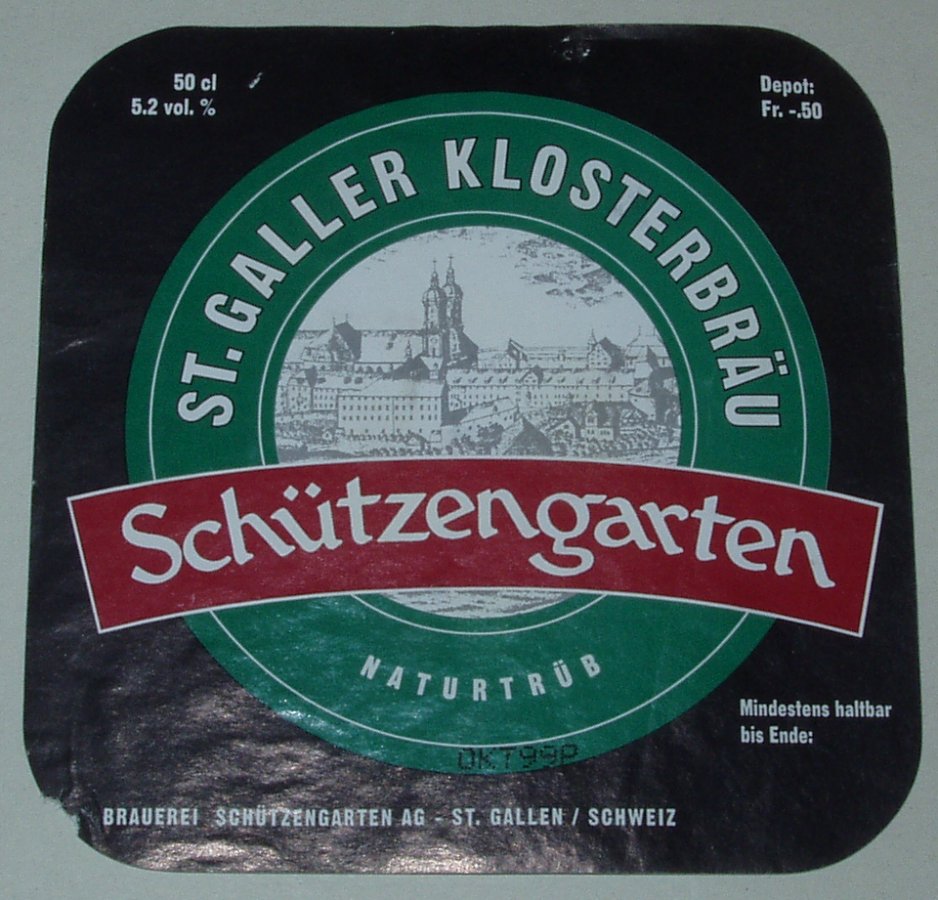 50 cl
5.2 vol. %
Depot:
Fr. -.50
ST. GALLER KLOSTERBRÄU
Schützengarten
NATURTRÜB
Mindestens haltbar
bis Ende:
OKT99P
BRAUEREI SCHÜTZENGARTEN AG - ST. GALLEN / SCHWEIZ